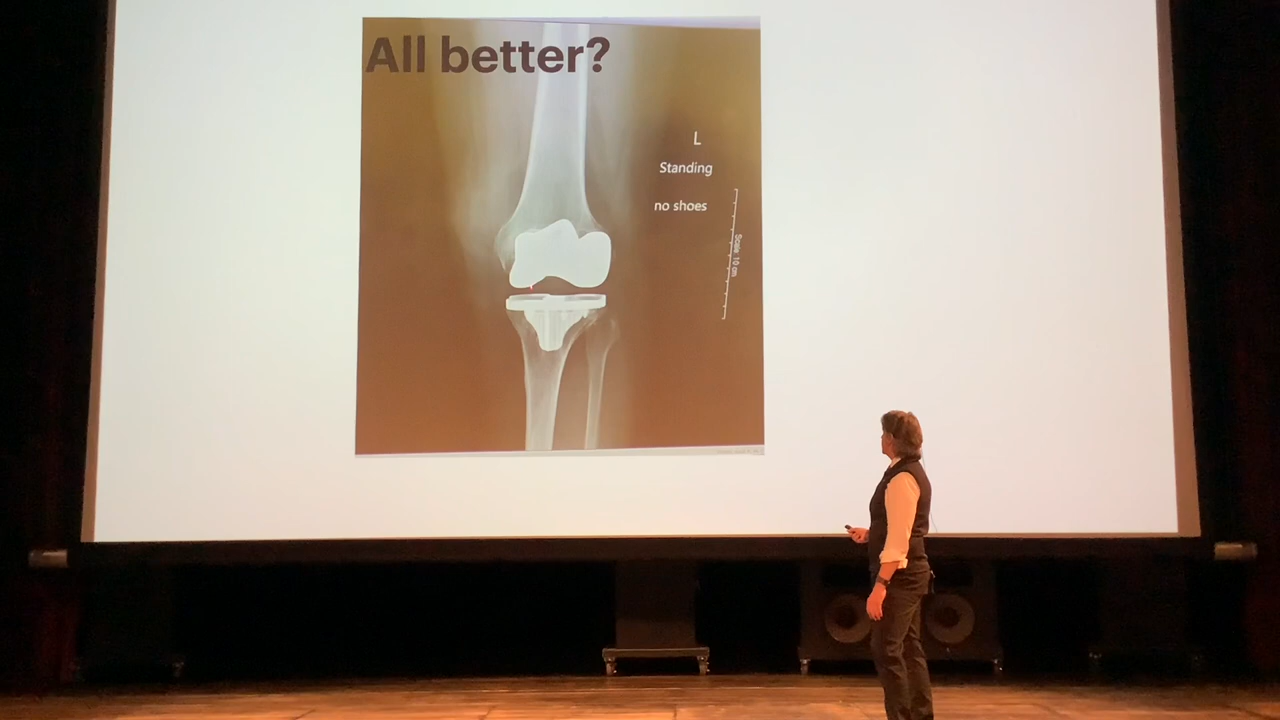 All better?
L
Standing
no shoes
Scale: 10 cm